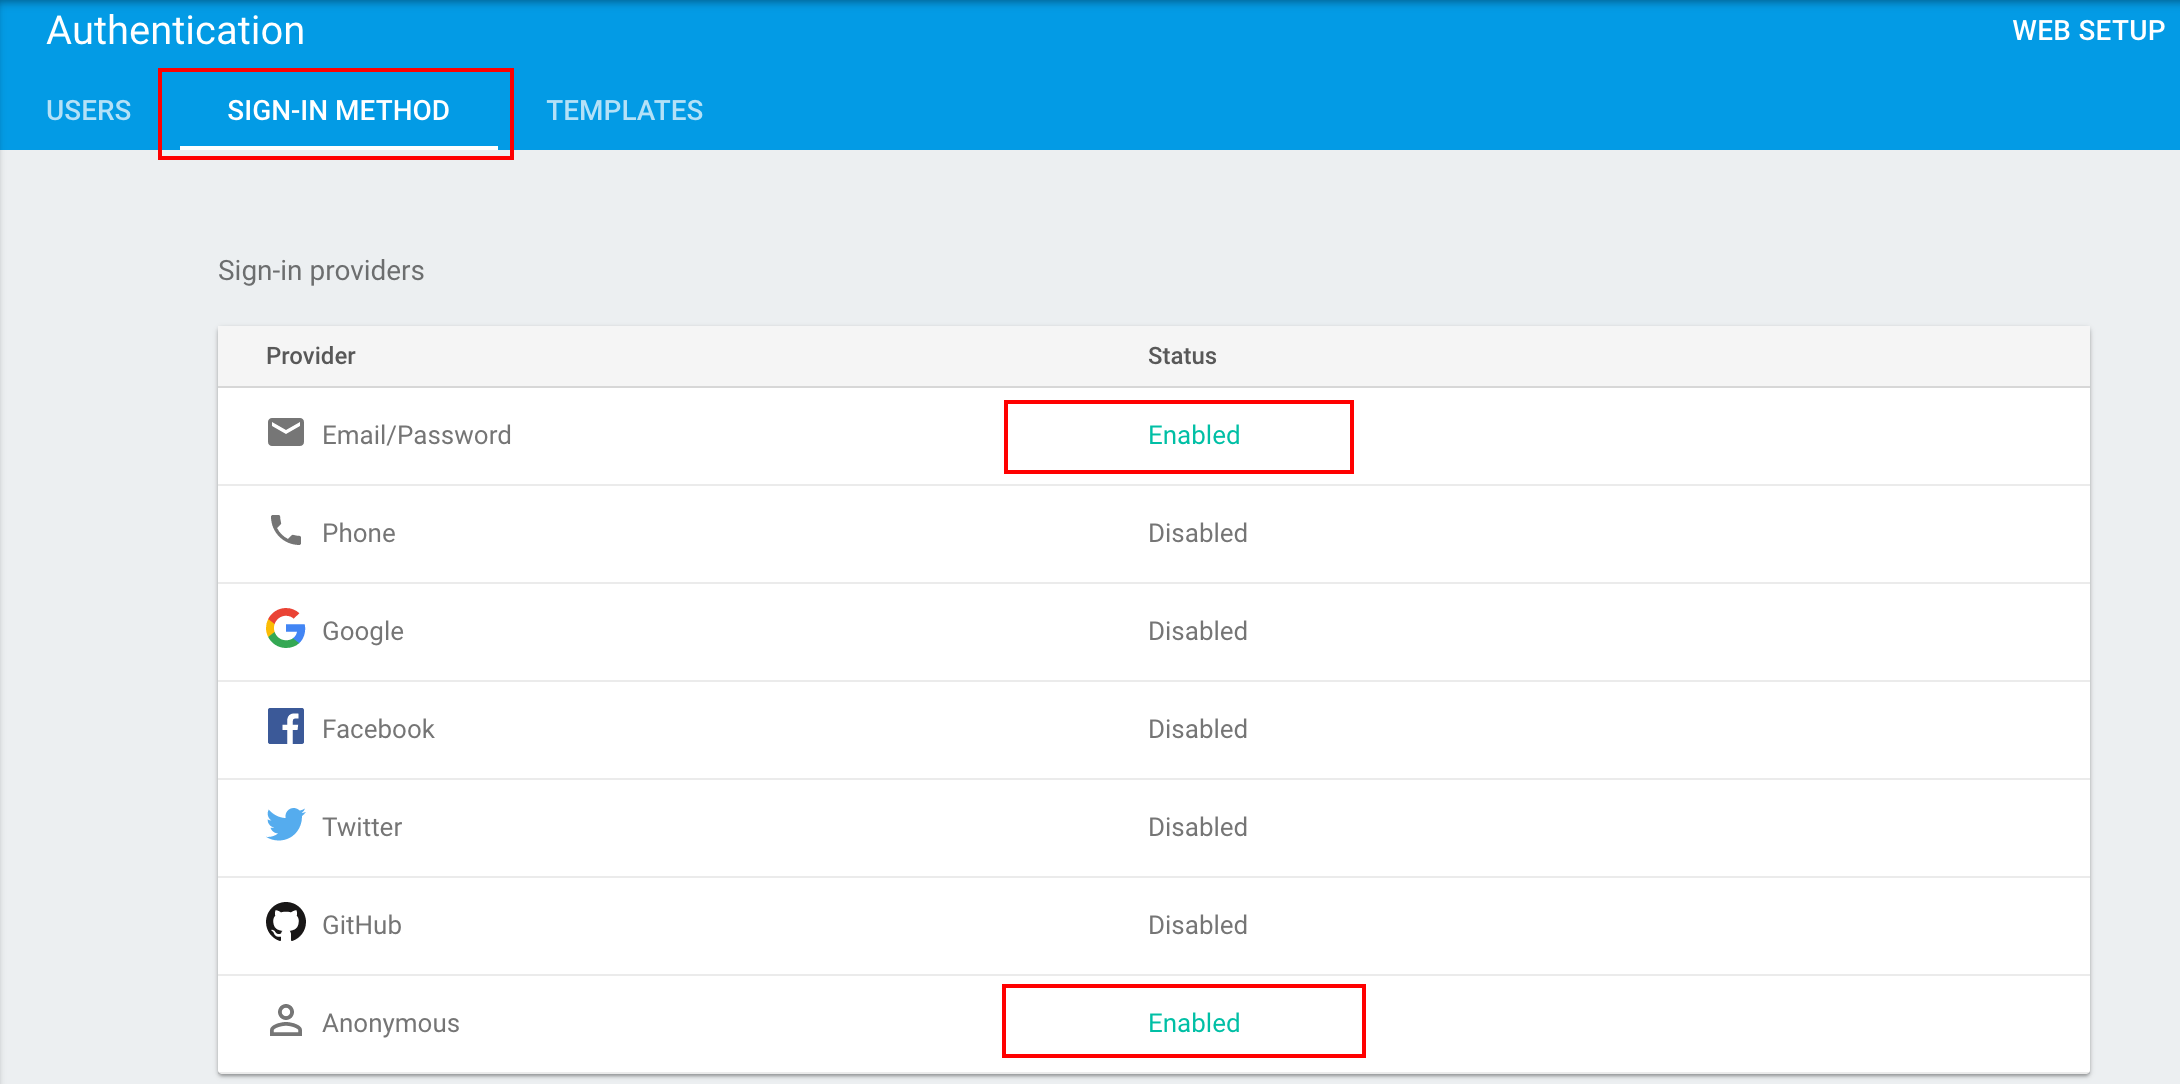 Authentication
WEB SETUP
USERS SIGN-IN METHOD TEMPLATES
Sign-in providers
Provider Status
Email/Password Enabled
Phone Disabled
Google Disabled
Facebook Disabled
Twitter Disabled
GitHub Disabled
Anonymous Enabled